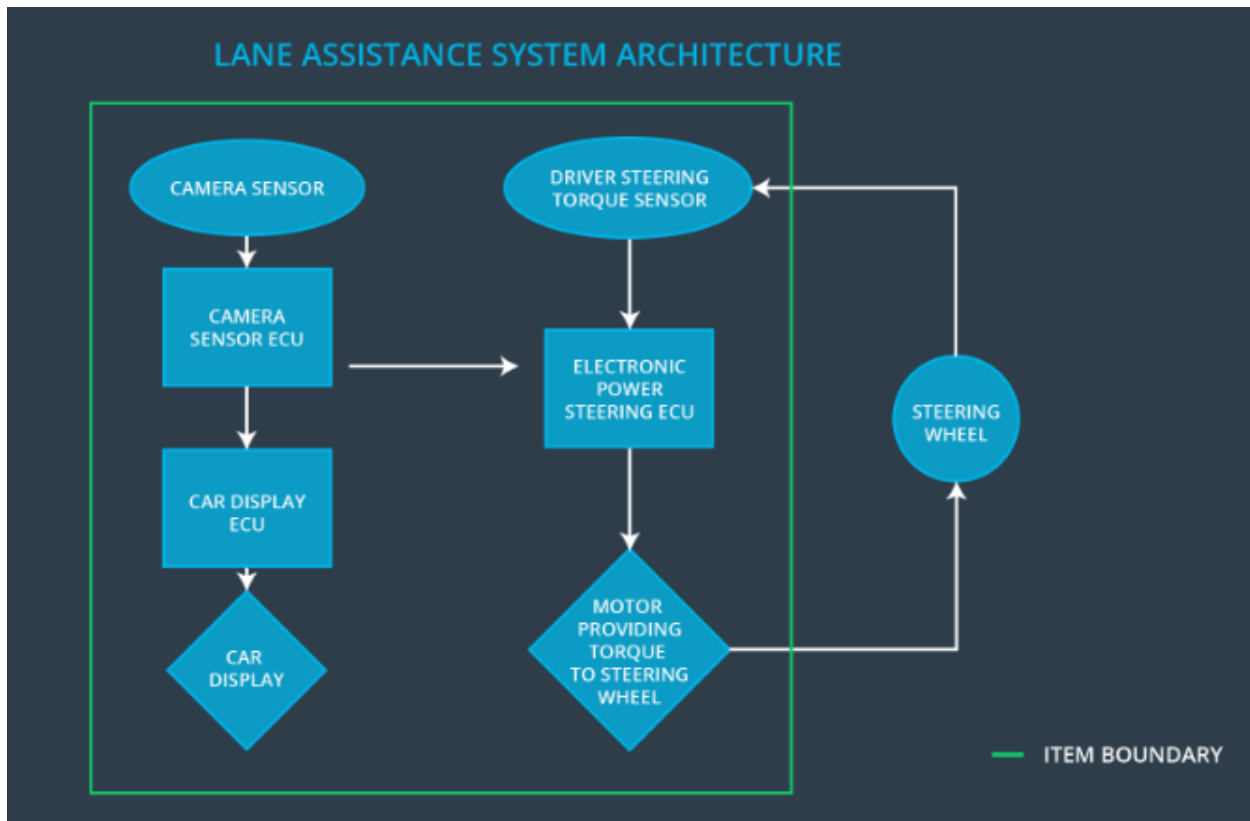 LANE ASSISTANCE SYSTEM ARCHITECTURE
CAMERA SENSOR
DRIVER STEERING
TORQUE SENSOR
CAMERA
SENSOR ECU
ELECTRONIC
POWER
STEERING ECU
STEERING
WHEEL
CAR DISPLAY
ECU
MOTOR
PROVIDING
TORQUE
TO STEERING
WHEEL
CAR
DISPLAY
ITEM BOUNDARY